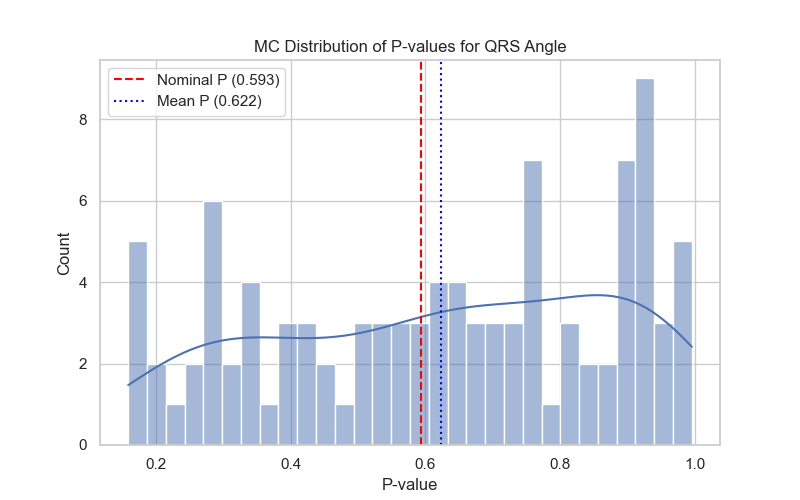 MC Distribution of P-values for QRS Angle
Nominal P (0.593)
Mean P (0.622)
Count
8
6
4
2
0
0.2 0.4 0.6 0.8 1.0
P-value